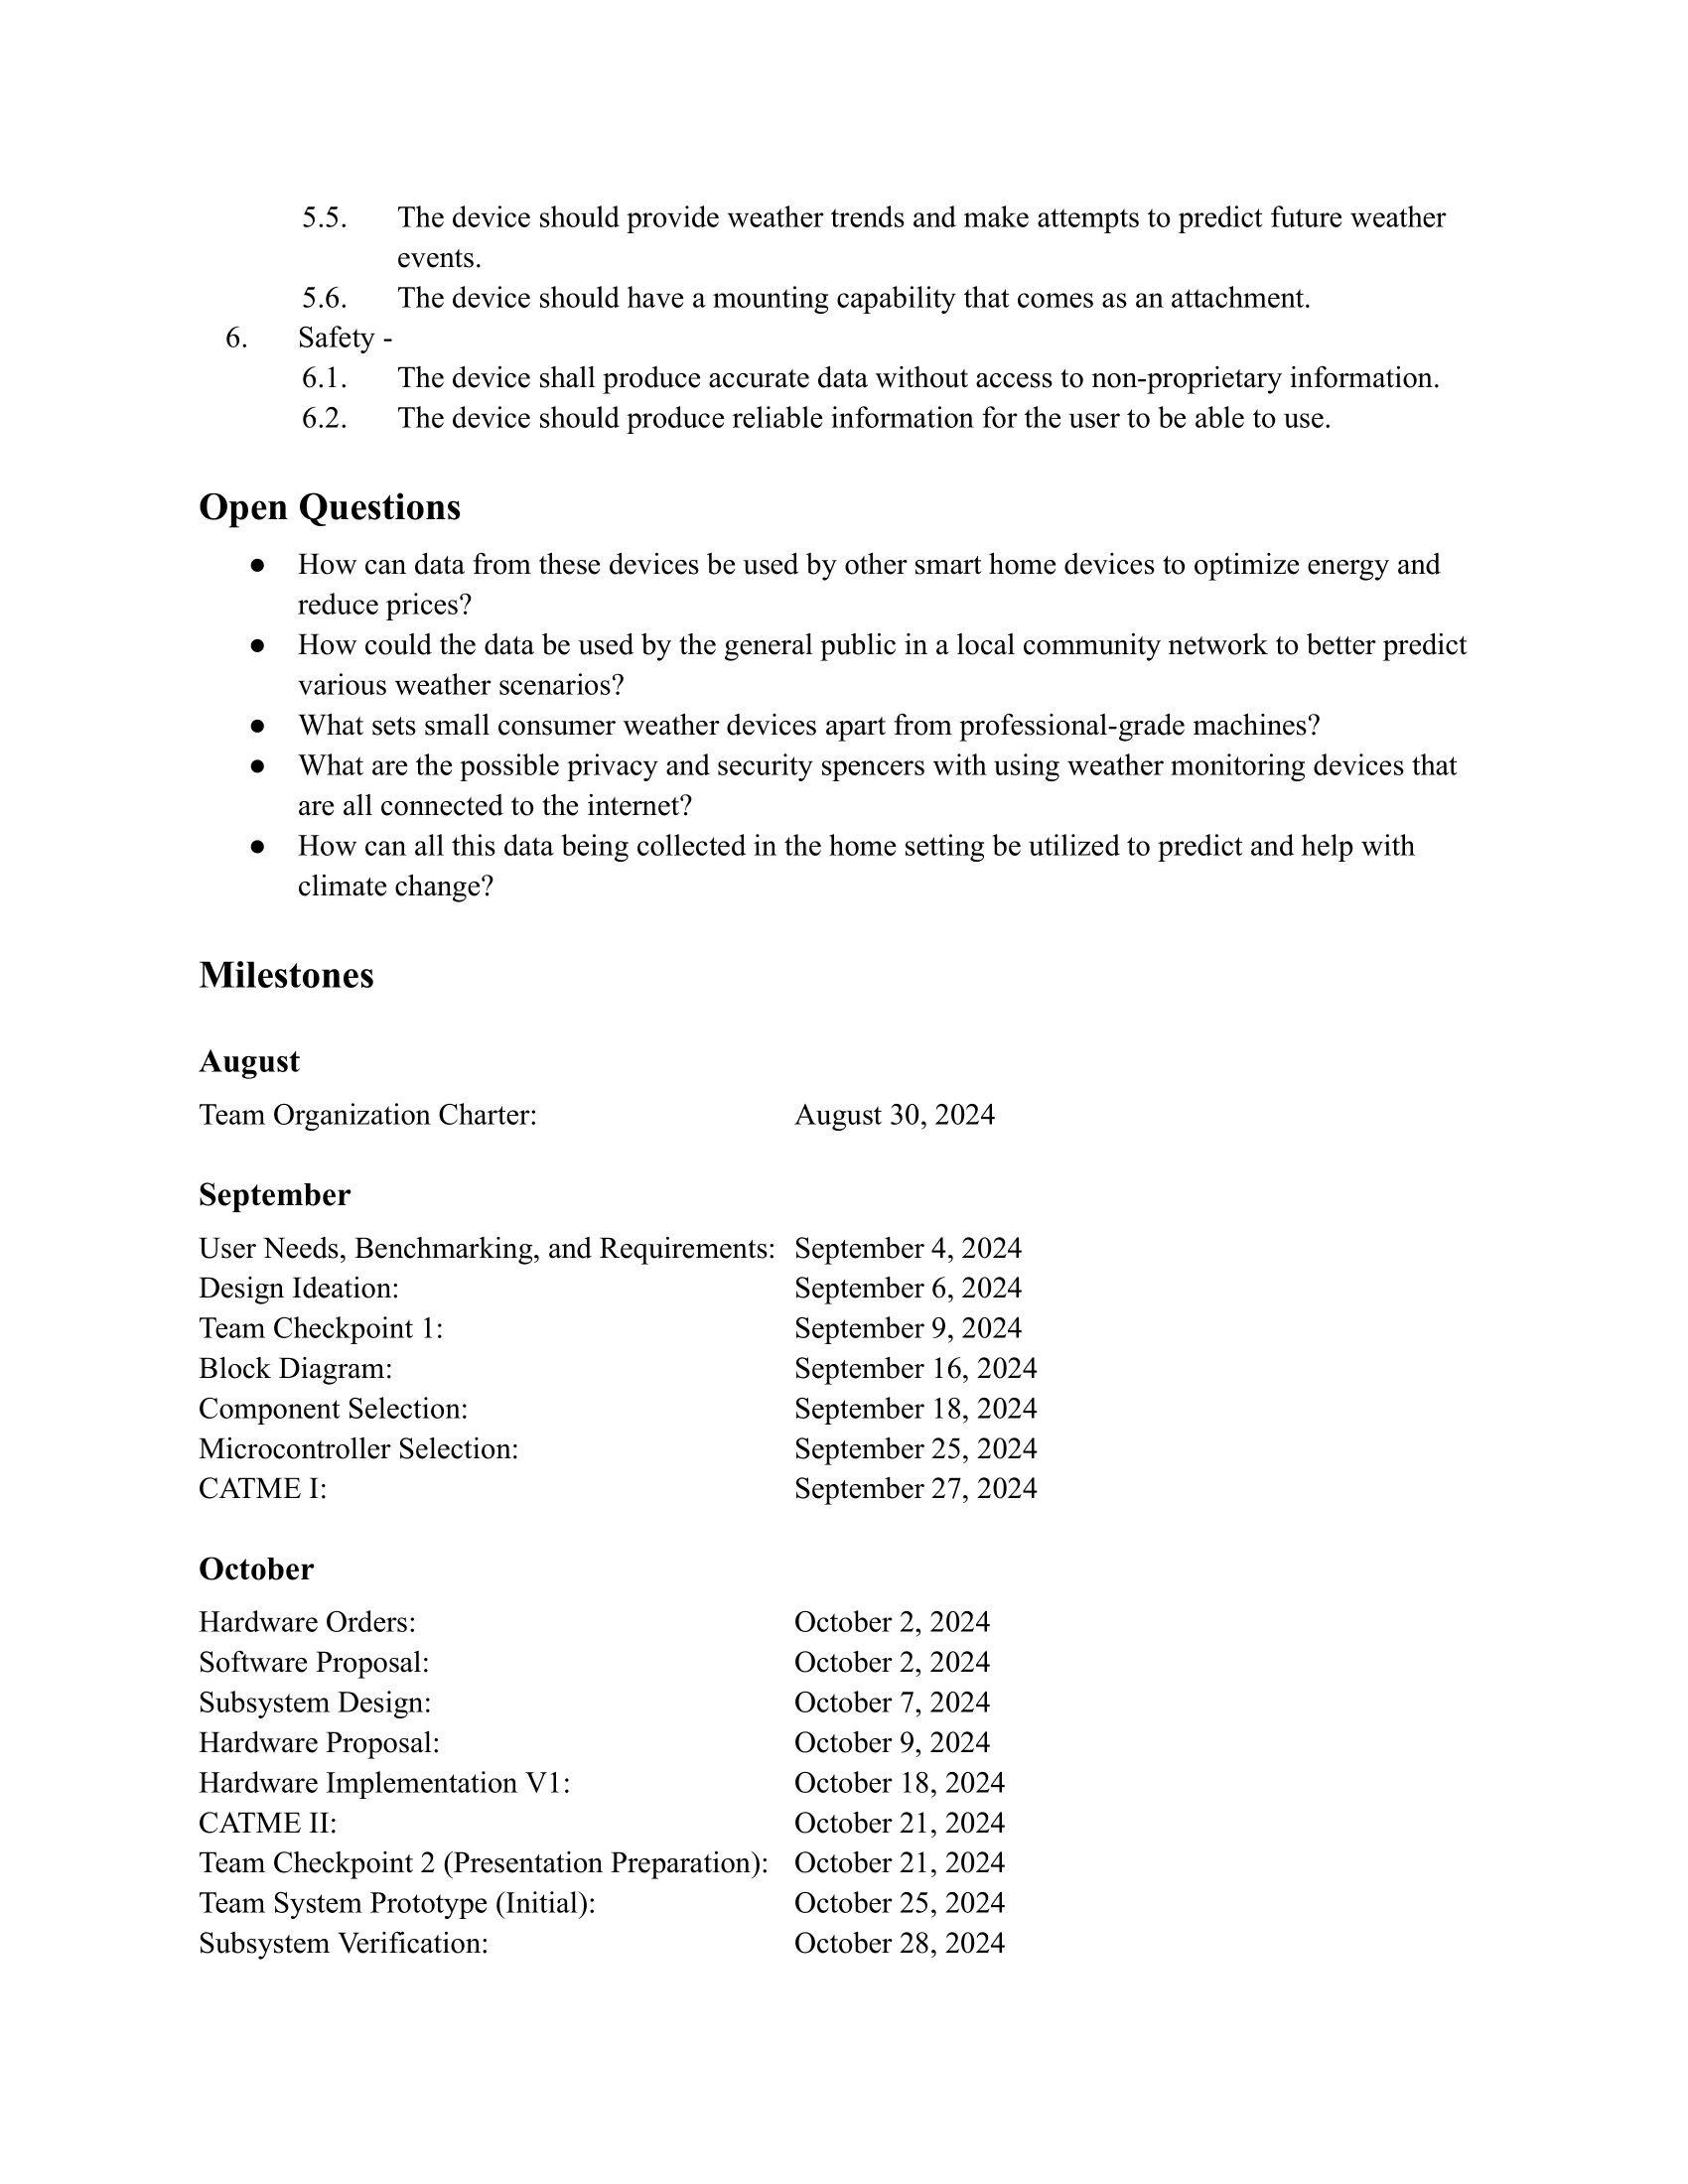 5.5. The device should provide weather trends and make attempts to predict future weather
events.
5.6. The device should have a mounting capability that comes as an attachment.
6. Safety -
6.1. The device shall produce accurate data without access to non-proprietary information.
6.2. The device should produce reliable information for the user to be able to use.
Open Questions
● How can data from these devices be used by other smart home devices to optimize energy and
reduce prices?
● How could the data be used by the general public in a local community network to better predict
various weather scenarios?
● What sets small consumer weather devices apart from professional-grade machines?
● What are the possible privacy and security spencers with using weather monitoring devices that
are all connected to the internet?
● How can all this data being collected in the home setting be utilized to predict and help with
climate change?
Milestones
August
Team Organization Charter: August 30, 2024
September
User Needs, Benchmarking, and Requirements: September 4, 2024
Design Ideation: September 6, 2024
Team Checkpoint 1: September 9, 2024
Block Diagram: September 16, 2024
Component Selection: September 18, 2024
Microcontroller Selection: September 25, 2024
CATME I: September 27, 2024
October
Hardware Orders: October 2, 2024
Software Proposal: October 2, 2024
Subsystem Design: October 7, 2024
Hardware Proposal: October 9, 2024
Hardware Implementation V1: October 18, 2024
CATME II: October 21, 2024
Team Checkpoint 2 (Presentation Preparation): October 21, 2024
Team System Prototype (Initial): October 25, 2024
Subsystem Verification: October 28, 2024